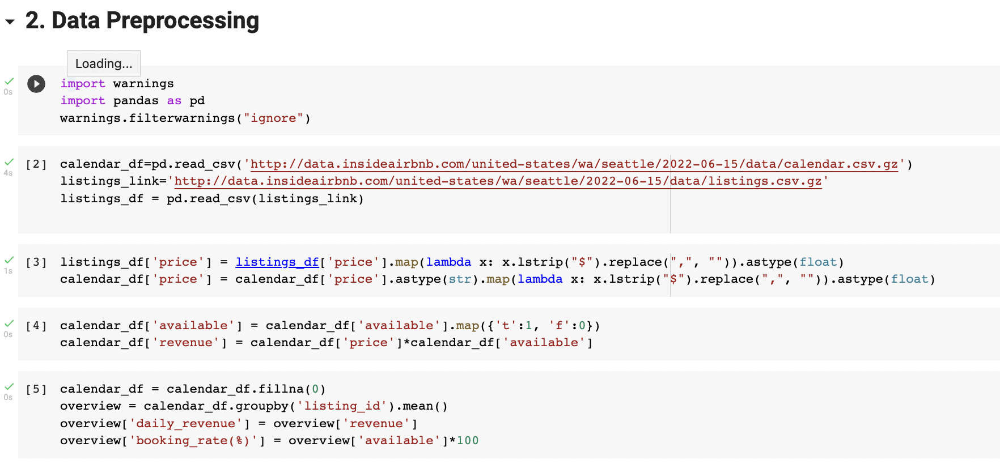 2. Data Preprocessing
Loading...
0s
import warnings
import pandas as pd
warnings.filterwarnings("ignore")
4s
[2] calendar_df=pd.read_csv('http://data.insideairbnb.com/united-states/wa/seattle/2022-06-15/data/calendar.csv.gz')
listings_link='http://data.insideairbnb.com/united-states/wa/seattle/2022-06-15/data/listings.csv.gz'
listings_df = pd.read_csv(listings_link)
1s
[3] listings_df['price'] = listings_df['price'].map(lambda x: x.lstrip("$").replace(",", "")).astype(float)
calendar_df['price'] = calendar_df['price'].astype(str).map(lambda x: x.lstrip("$").replace(",", "")).astype(float)
0s
[4] calendar_df['available'] = calendar_df['available'].map({'t':1, 'f':0})
calendar_df['revenue'] = calendar_df['price']*calendar_df['available']
0s
[5] calendar_df = calendar_df.fillna(0)
overview = calendar_df.groupby('listing_id').mean()
overview['daily_revenue'] = overview['revenue']
overview['booking_rate(%)'] = overview['available']*100